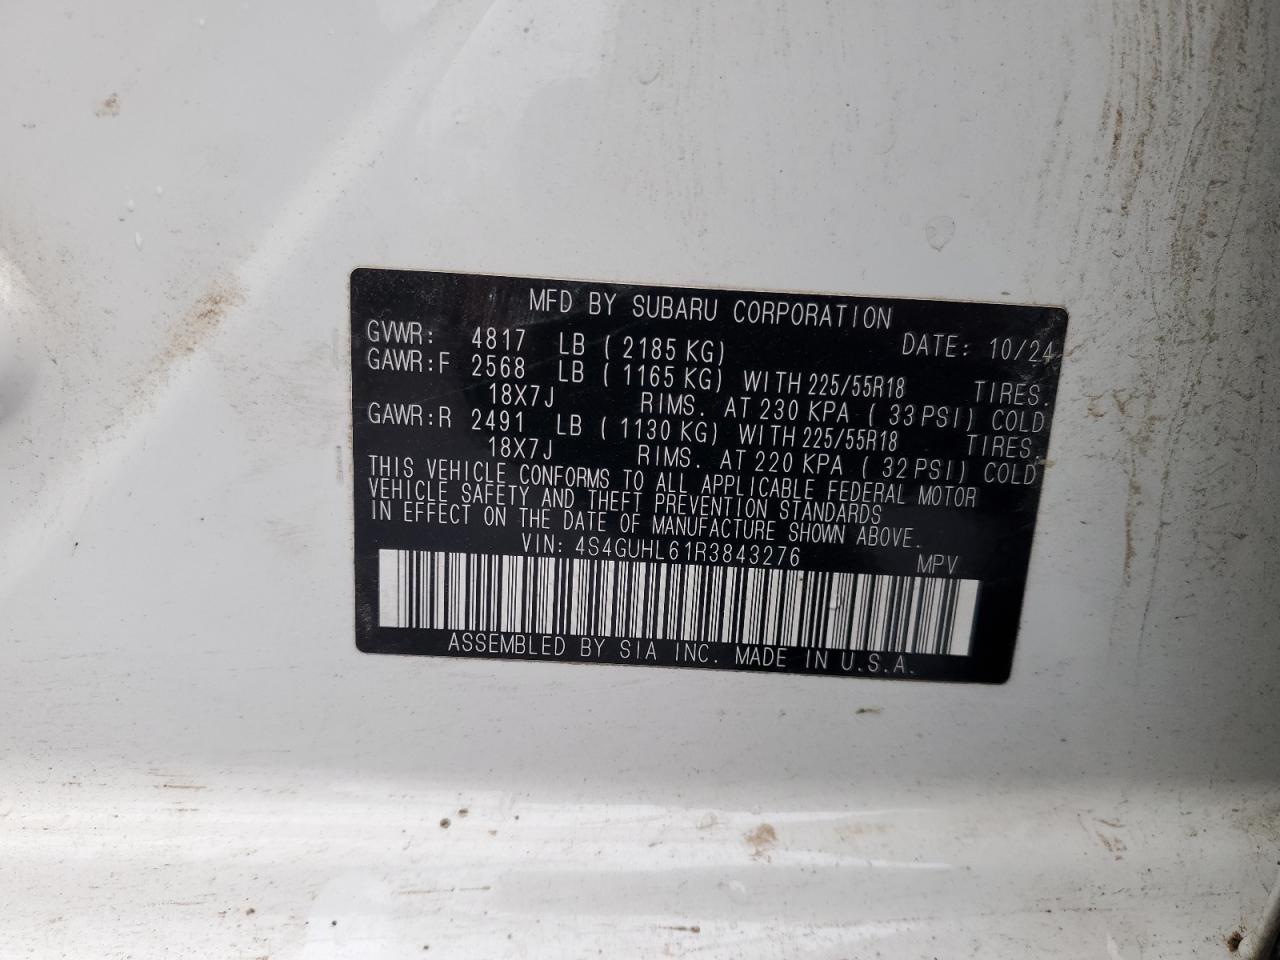 MFD BY SUBARU CORPORATION
GVWR: 4817 LB ( 2185 KG) DATE: 10/24
GAWR:F 2568 LB ( 1165 KG) WITH 225/55R18 TIRES.
18X7J RIMS. AT 230 KPA ( 33 PSI) COLD
GAWR:R 2491 LB ( 1130 KG) WITH 225/55R18 TIRES.
18X7J RIMS. AT 220 KPA ( 32 PSI) COLD
THIS VEHICLE CONFORMS TO ALL APPLICABLE FEDERAL MOTOR
VEHICLE SAFETY AND THEFT PREVENTION STANDARDS
IN EFFECT ON THE DATE OF MANUFACTURE SHOWN ABOVE.
VIN: 4S4GUHL61R3843276 MPV
ASSEMBLED BY SIA INC. MADE IN U.S.A.